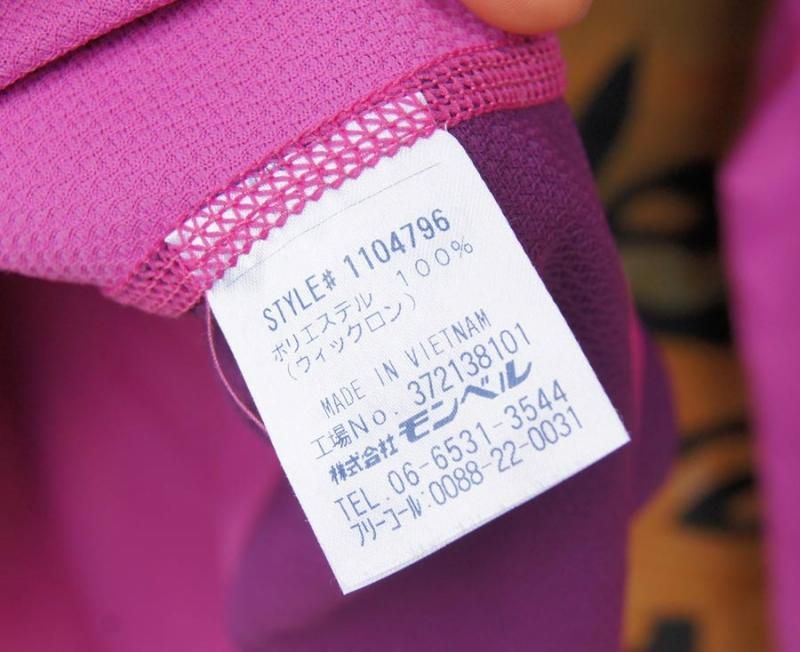 STYLE# 1104796
ポリエステル 100%
(ウィックロン)
MADE IN VIETNAM
工場No. 372138101
株式会社モンベル
TEL.06-6531-3544
フリーコール:0088-22-0031